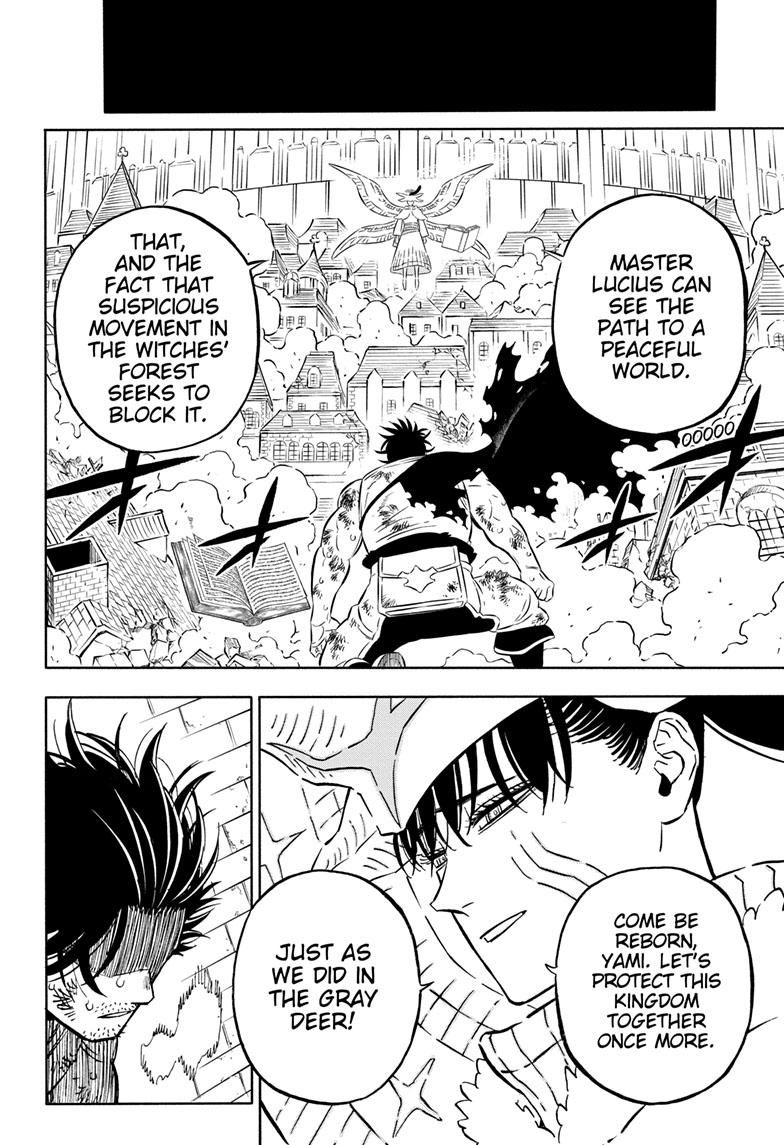 MASTER
LUCIUS CAN
SEE THE
PATH TO A
PEACEFUL
WORLD.
THAT,
AND THE
FACT THAT
SUSPICIOUS
MOVEMENT IN
THE WITCHES'
FOREST
SEEKS TO
BLOCK IT.
OOOOO
COME BE
REBORN,
YAMI. LET'S
PROTECT THIS
KINGDOM
TOGETHER
ONCE MORE.
JUST AS
WE DID IN
THE GRAY
DEER!